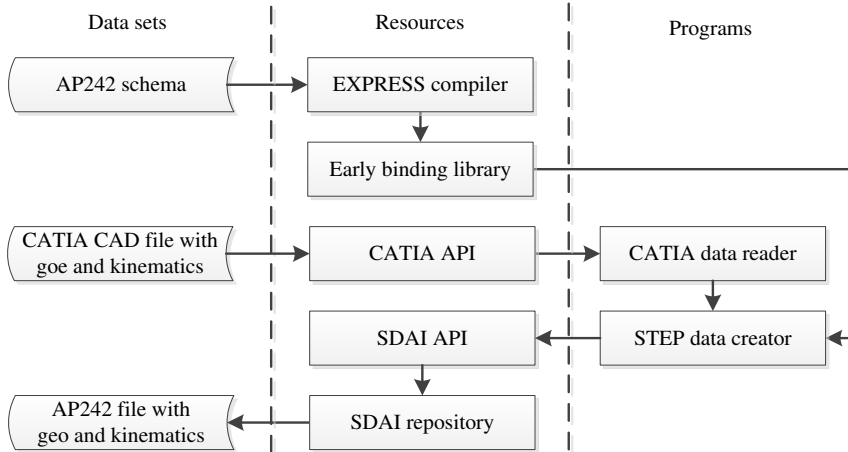 Data sets
Resources
Programs
AP242 schema
EXPRESS compiler
Early binding library
CATIA CAD file with
goe and kinematics
CATIA API
CATIA data reader
SDAI API
STEP data creator
AP242 file with
geo and kinematics
SDAI repository